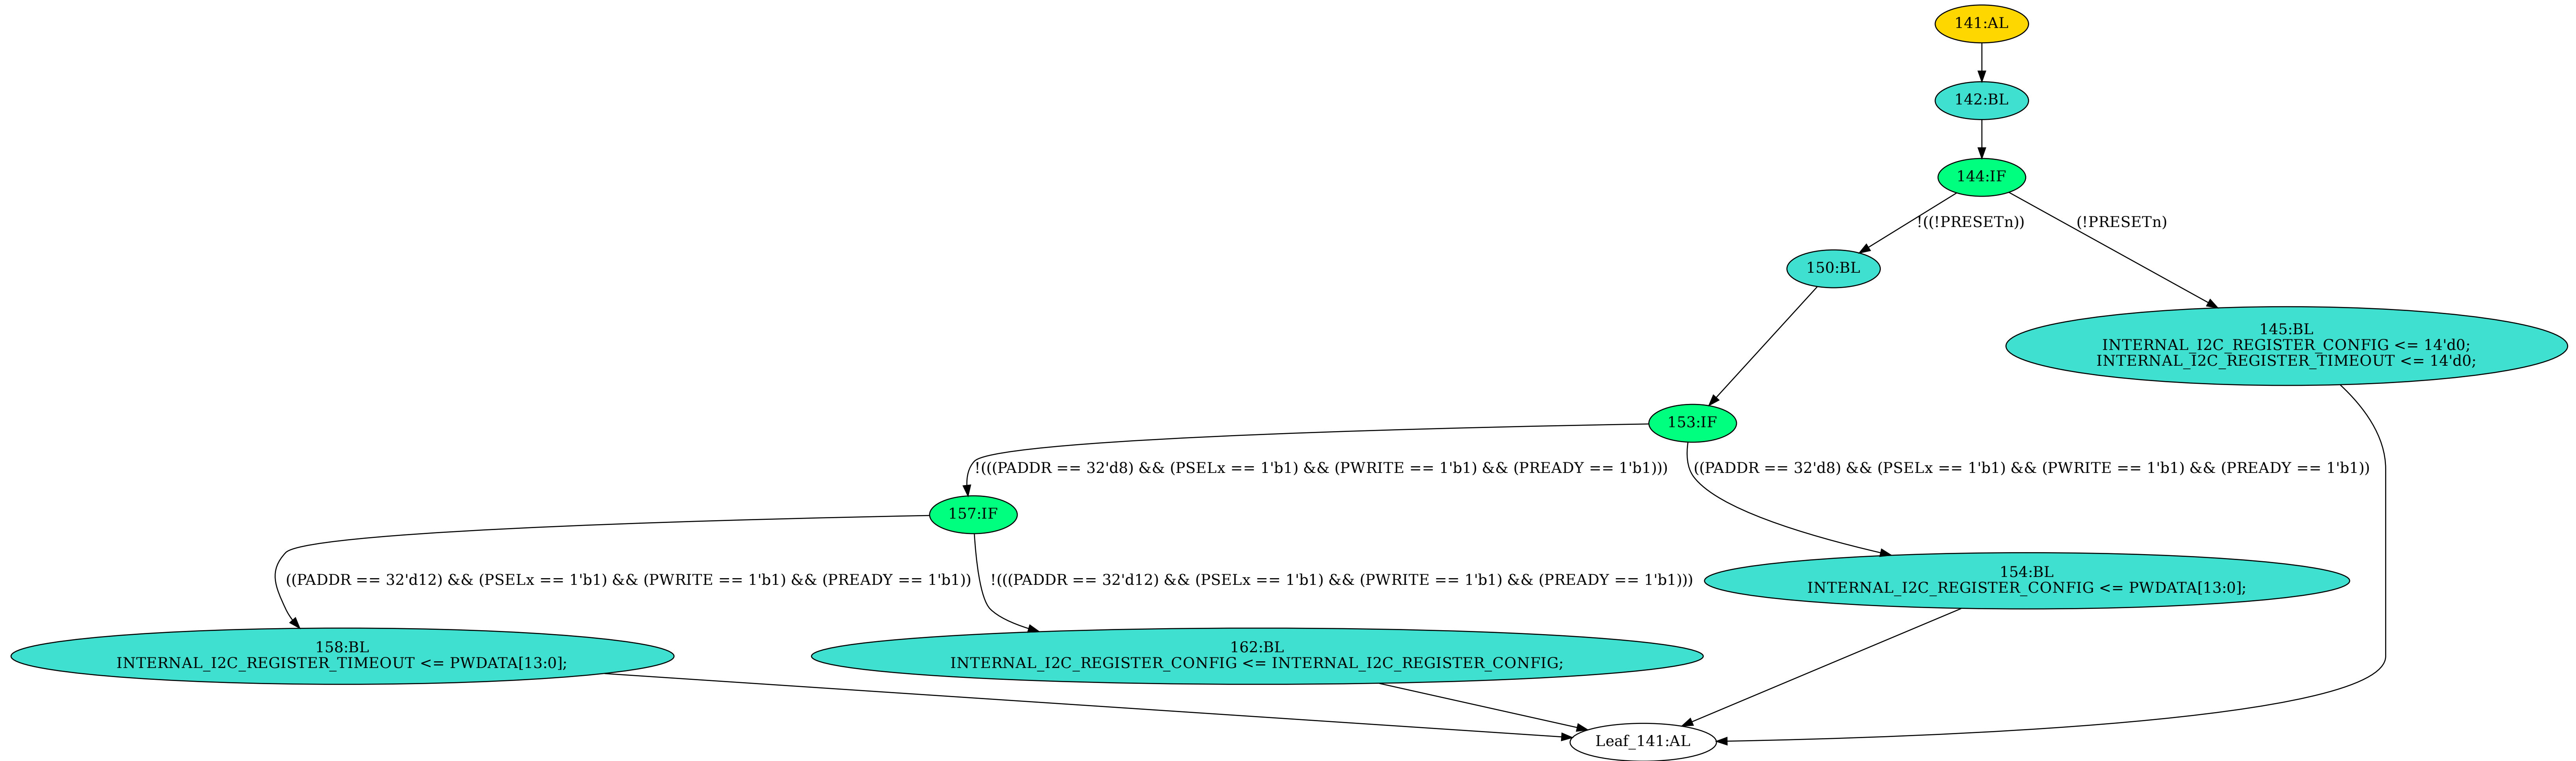 141:AL
142:BL
144:IF
!((!PRESETn))
(!PRESETn)
150:BL
145:BL
INTERNAL_I2C_REGISTER_CONFIG <= 14'd0;
INTERNAL_I2C_REGISTER_TIMEOUT <= 14'd0;
153:IF
!(((PADDR == 32'd8) && (PSELx == 1'b1) && (PWRITE == 1'b1) && (PREADY == 1'b1)))
((PADDR == 32'd8) && (PSELx == 1'b1) && (PWRITE == 1'b1) && (PREADY == 1'b1))
157:IF
((PADDR == 32'd12) && (PSELx == 1'b1) && (PWRITE == 1'b1) && (PREADY == 1'b1))
!(((PADDR == 32'd12) && (PSELx == 1'b1) && (PWRITE == 1'b1) && (PREADY == 1'b1)))
154:BL
INTERNAL_I2C_REGISTER_CONFIG <= PWDATA[13:0];
158:BL
INTERNAL_I2C_REGISTER_TIMEOUT <= PWDATA[13:0];
162:BL
INTERNAL_I2C_REGISTER_CONFIG <= INTERNAL_I2C_REGISTER_CONFIG;
Leaf_141:AL